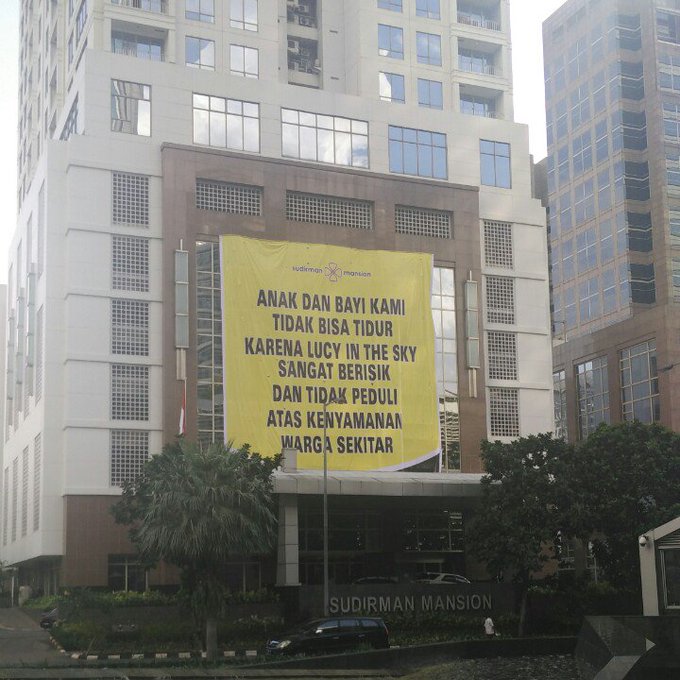 sudirman mansion
ANAK DAN BAYI KAMI
TIDAK BISA TIDUR
KARENA LUCY IN THE SKY
SANGAT BERISIK
DAN TIDAK PEDULI
ATAS KENYAMANAN
WARGA SEKITAR
SUDIRMAN MANSION